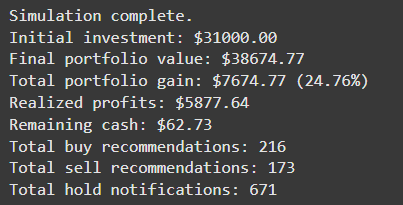 Simulation complete.
Initial investment: $31000.00
Final portfolio value: $38674.77
Total portfolio gain: $7674.77 (24.76%)
Realized profits: $5877.64
Remaining cash: $62.73
Total buy recommendations: 216
Total sell recommendations: 173
Total hold notifications: 671